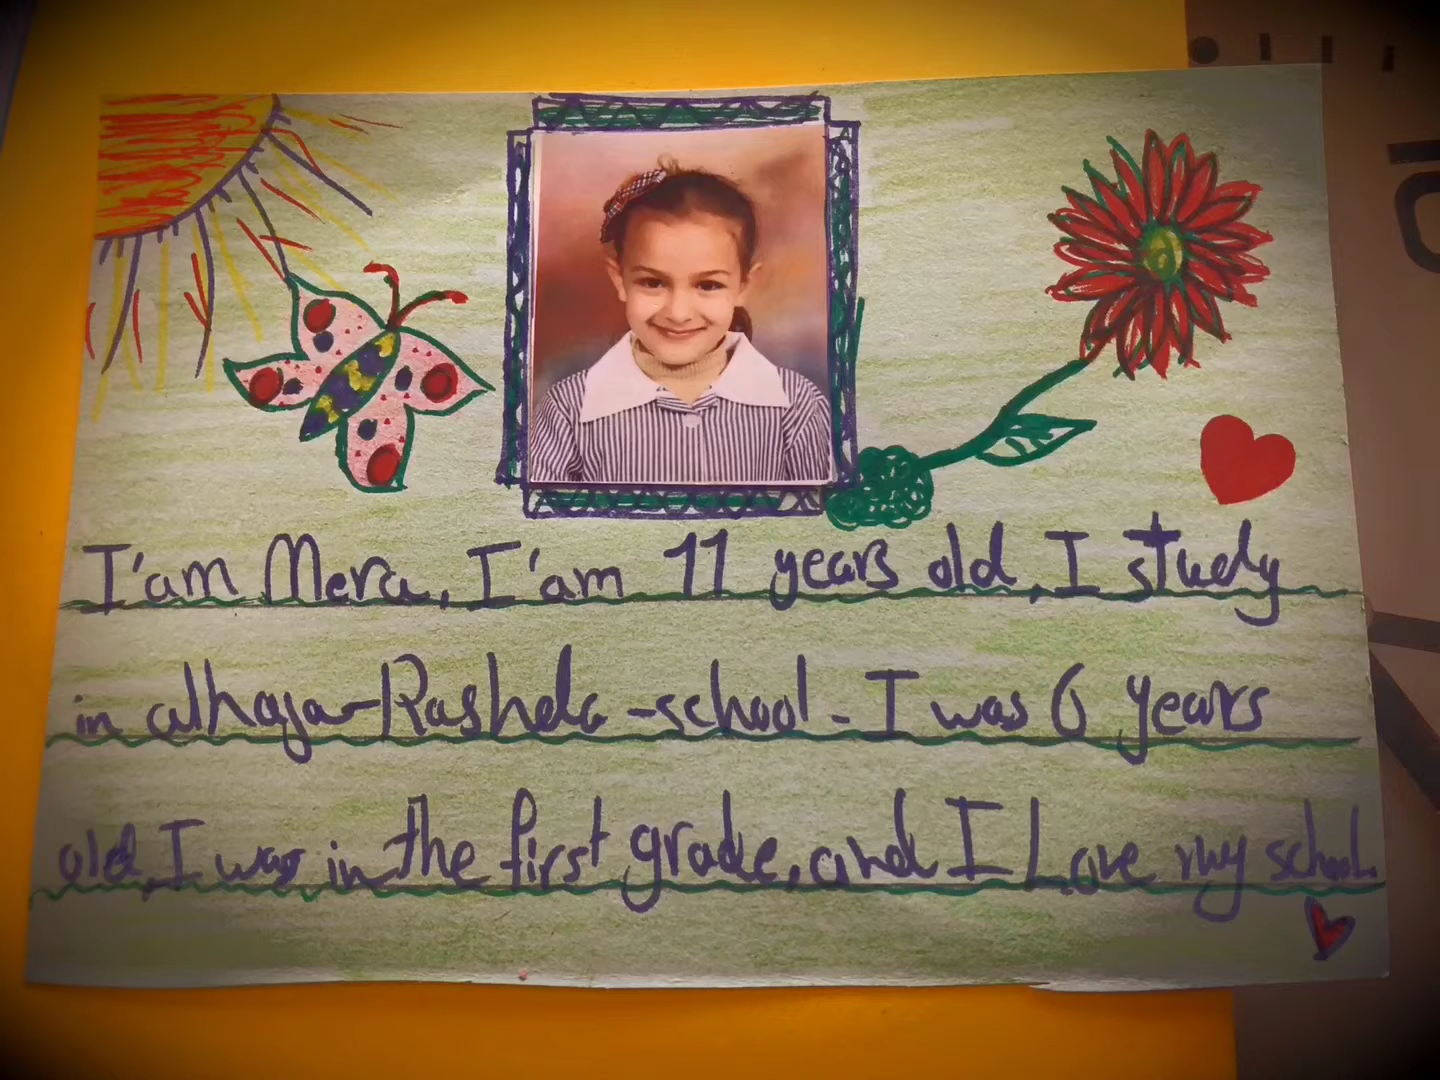 I'am Mera, I'am 11 years old, I study
in alhaja-Rasheda-school-I was 6 years
old, I was in the first grade, and I Love my school.